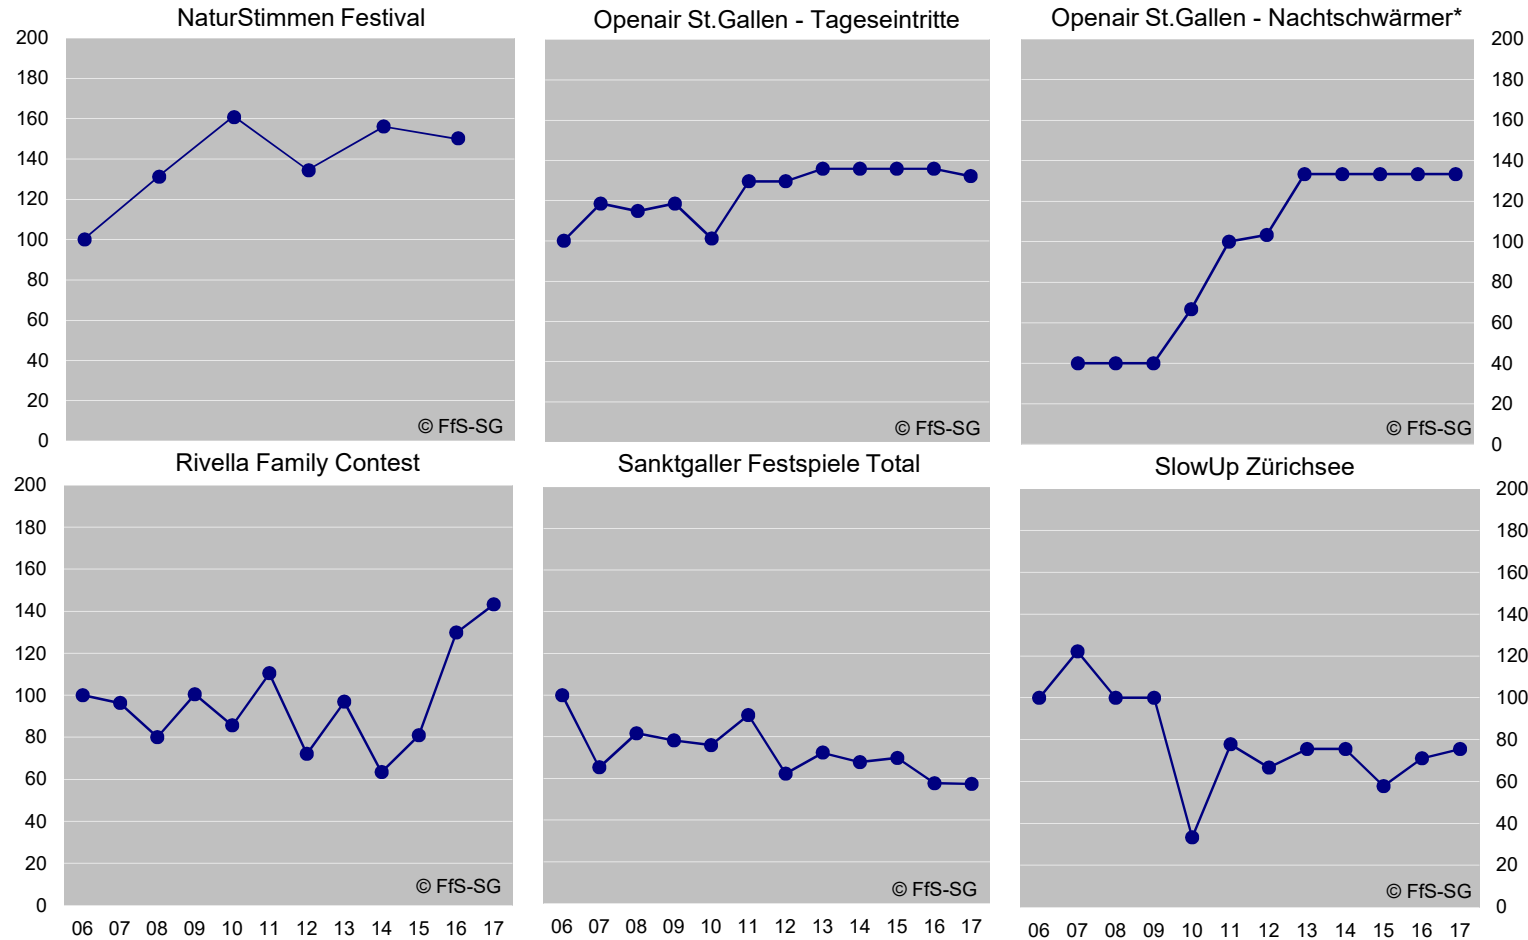 NaturStimmen Festival
Openair St.Gallen - Tageseintritte
Openair St.Gallen - Nachtschwärmer*
200
180
160
140
120
100
80
60
40
20
0
© FfS-SG
© FfS-SG
© FfS-SG
200
180
160
140
120
100
80
60
40
20
0
Rivella Family Contest
Sanktgaller Festspiele Total
SlowUp Zürichsee
200
180
160
140
120
100
80
60
40
20
0
© FfS-SG
© FfS-SG
© FfS-SG
200
180
160
140
120
100
80
60
40
20
0
06 07 08 09 10 11 12 13 14 15 16 17
06 07 08 09 10 11 12 13 14 15 16 17
06 07 08 09 10 11 12 13 14 15 16 17